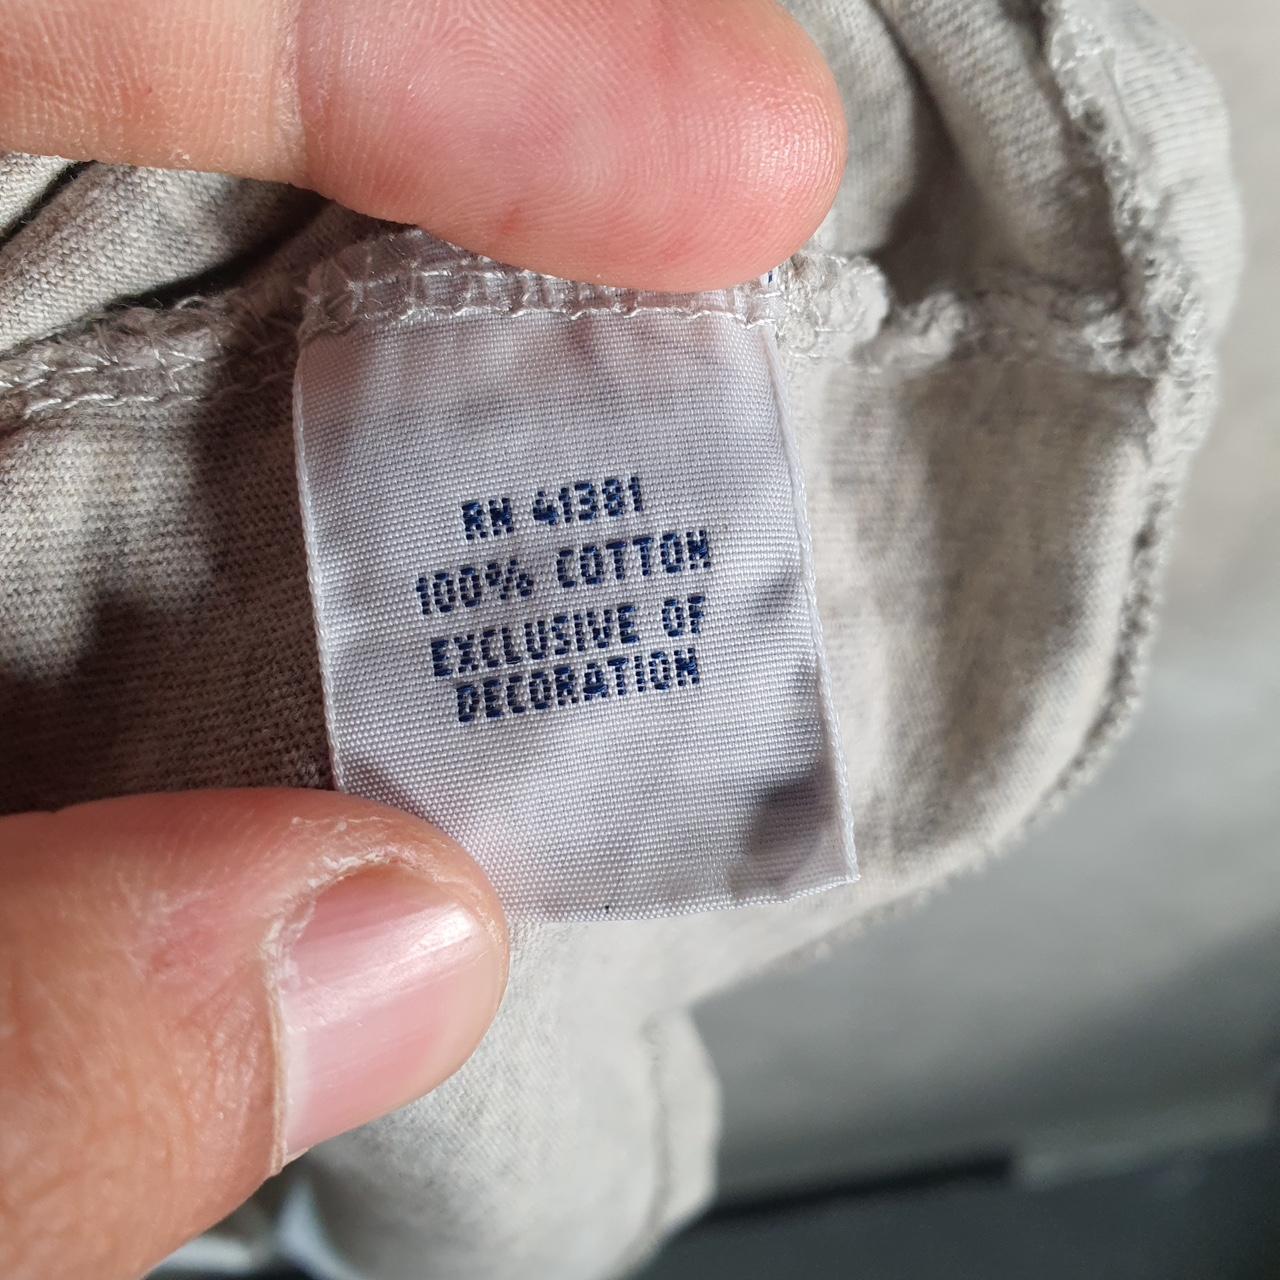 RN 41381
100% COTTON
EXCLUSIVE OF
DECORATION